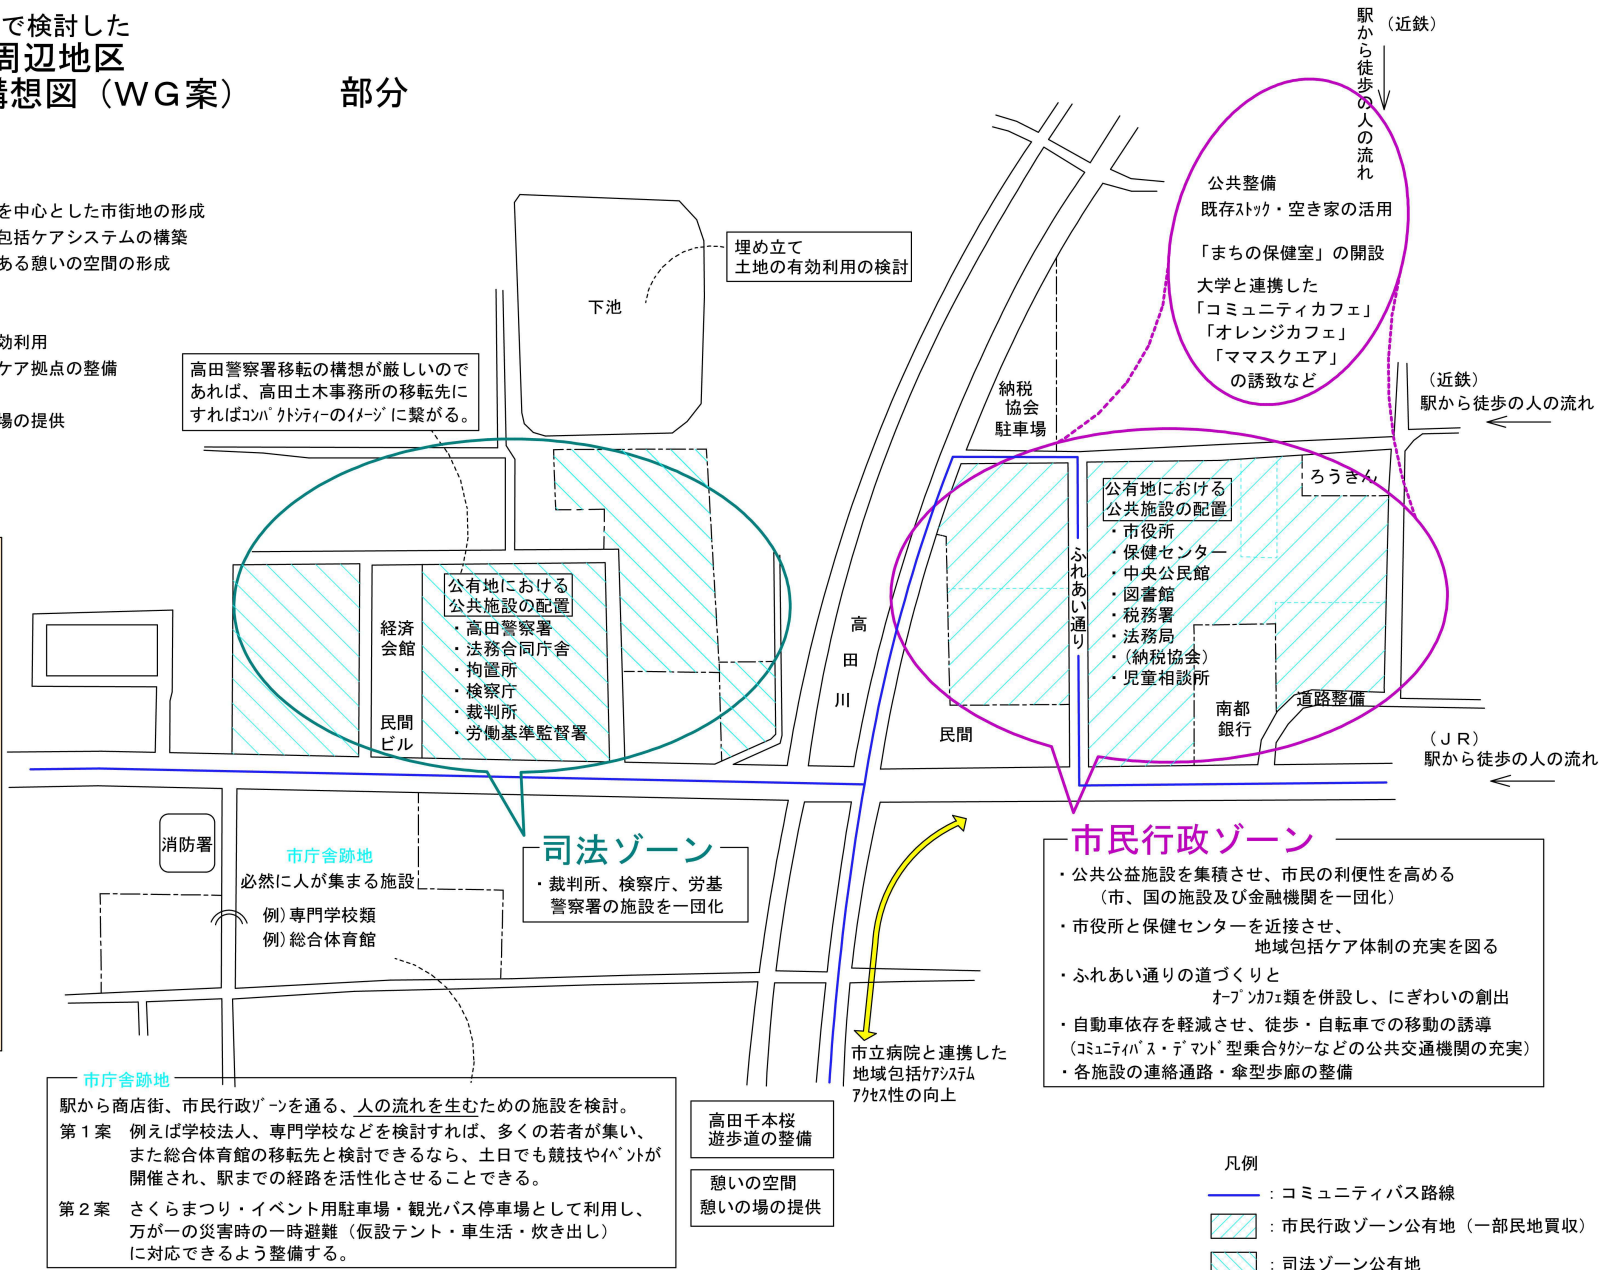 で検討した
周辺地区
構想図（ＷＧ案）　部分
を中心とした市街地の形成
包括ケアシステムの構築
ある憩いの空間の形成
効利用
ケア拠点の整備
場の提供
埋め立て
土地の有効利用の検討
下池
高田警察署移転の構想が厳しいので
あれば、高田土木事務所の移転先に
すればｺﾝﾊﾟｸﾄｼﾃｨｰのｲﾒｰｼﾞに繋がる。
駅から徒歩の人の流れ
（近鉄）
公共整備
既存ｽﾄｯｸ・空き家の活用
「まちの保健室」の開設
大学と連携した
「コミュニティカフェ」
「オレンジカフェ」
「ママスクエア」
の誘致など
納税
協会
駐車場
（近鉄）
駅から徒歩の人の流れ
ろうきん
公有地における
公共施設の配置
・市役所
・保健センター
・中央公民館
・図書館
・税務署
・法務局
・（納税協会）
・児童相談所
ふれあい通り
公有地における
公共施設の配置
・高田警察署
・法務合同庁舎
・拘置所
・検察庁
・裁判所
・労働基準監督署
経済
会館
民間
ビル
高田川
民間
南都
銀行
道路整備
（ＪＲ）
駅から徒歩の人の流れ
消防署
市庁舎跡地
必然に人が集まる施設
例）専門学校類
例）総合体育館
司法ゾーン
・裁判所、検察庁、労基
警察署の施設を一団化
市民行政ゾーン
・公共公益施設を集積させ、市民の利便性を高める
（市、国の施設及び金融機関を一団化）
・市役所と保健センターを近接させ、
地域包括ケア体制の充実を図る
・ふれあい通りの道づくりと
ｵｰﾌﾟﾝｶﾌｪ類を併設し、にぎわいの創出
・自動車依存を軽減させ、徒歩・自転車での移動の誘導
（ｺﾐｭﾆﾃｨﾊﾞｽ・ﾃﾞﾏﾝﾄﾞ型乗合ﾀｸｼｰなどの公共交通機関の充実）
・各施設の連絡通路・傘型歩廊の整備
市立病院と連携した
地域包括ｹｱｼｽﾃﾑ
ｱｸｾｽ性の向上
市庁舎跡地
駅から商店街、市民行政ｿﾞｰﾝを通る、人の流れを生むための施設を検討。
第１案　例えば学校法人、専門学校などを検討すれば、多くの若者が集い、
また総合体育館の移転先と検討できるなら、土日でも競技やｲﾍﾞﾝﾄが
開催され、駅までの経路を活性化させることできる。
第２案　さくらまつり・イベント用駐車場・観光バス停車場として利用し、
万が一の災害時の一時避難（仮設テント・車生活・炊き出し）
に対応できるよう整備する。
高田千本桜
遊歩道の整備
憩いの空間
憩いの場の提供
凡例
：コミュニティバス路線
：市民行政ゾーン公有地（一部民地買収）
：司法ゾーン公有地